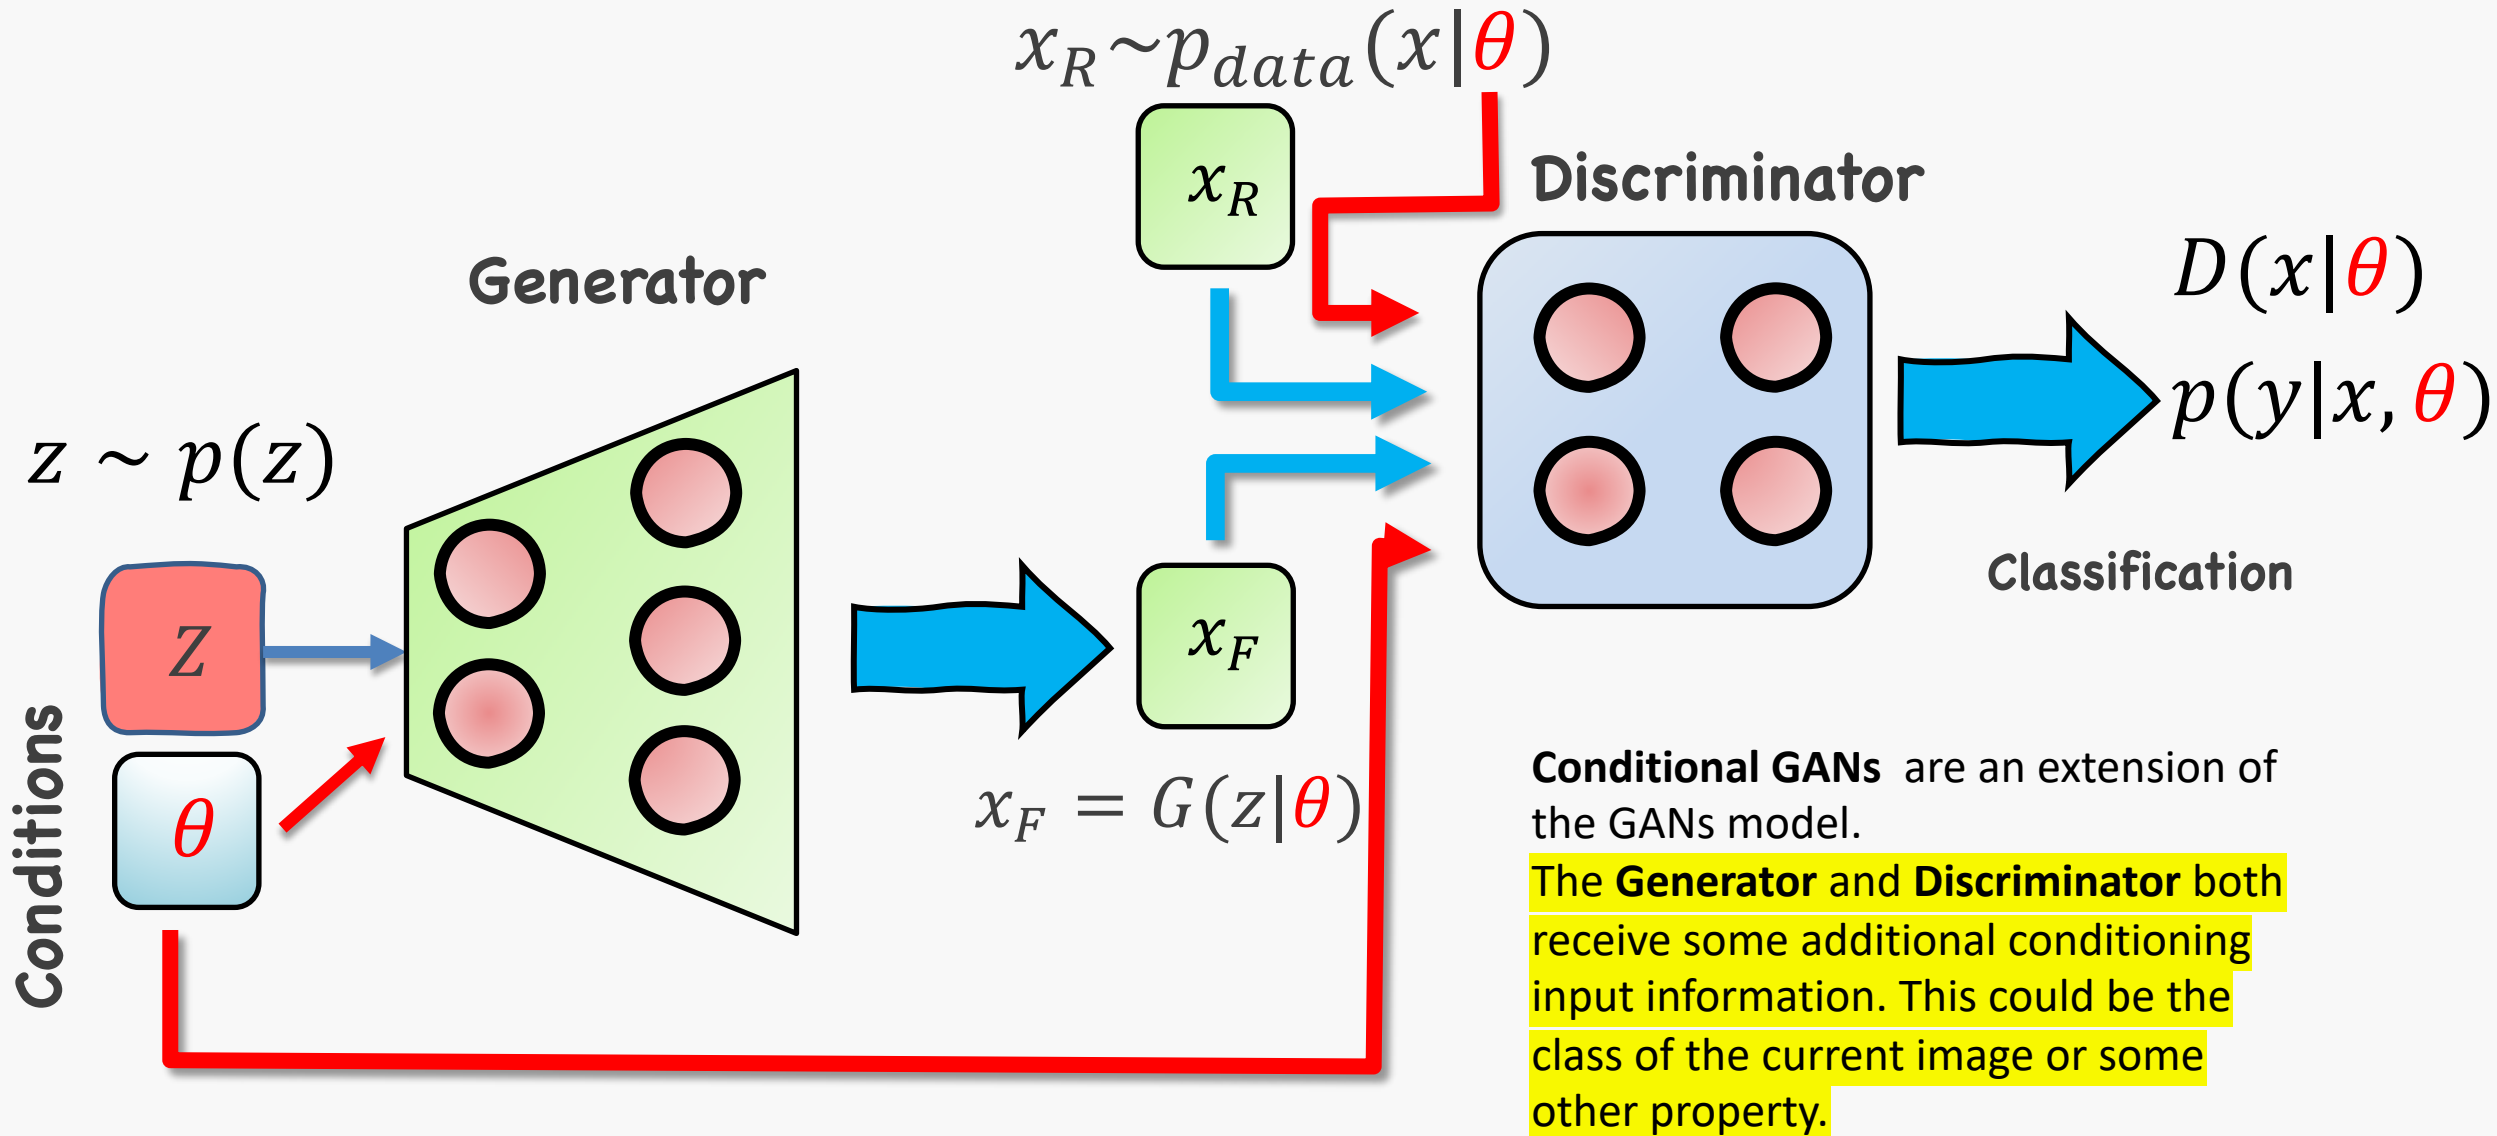 x_R~p_data(x|θ)
x_R
Discriminator
Generator
D(x|θ)
p(y|x, θ)
z ~ p(z)
Classification
z
x_F
Conditions
θ
x_F = G(z|θ)
Conditional GANs are an extension of
the GANs model.
The Generator and Discriminator both
receive some additional conditioning
input information. This could be the
class of the current image or some
other property.